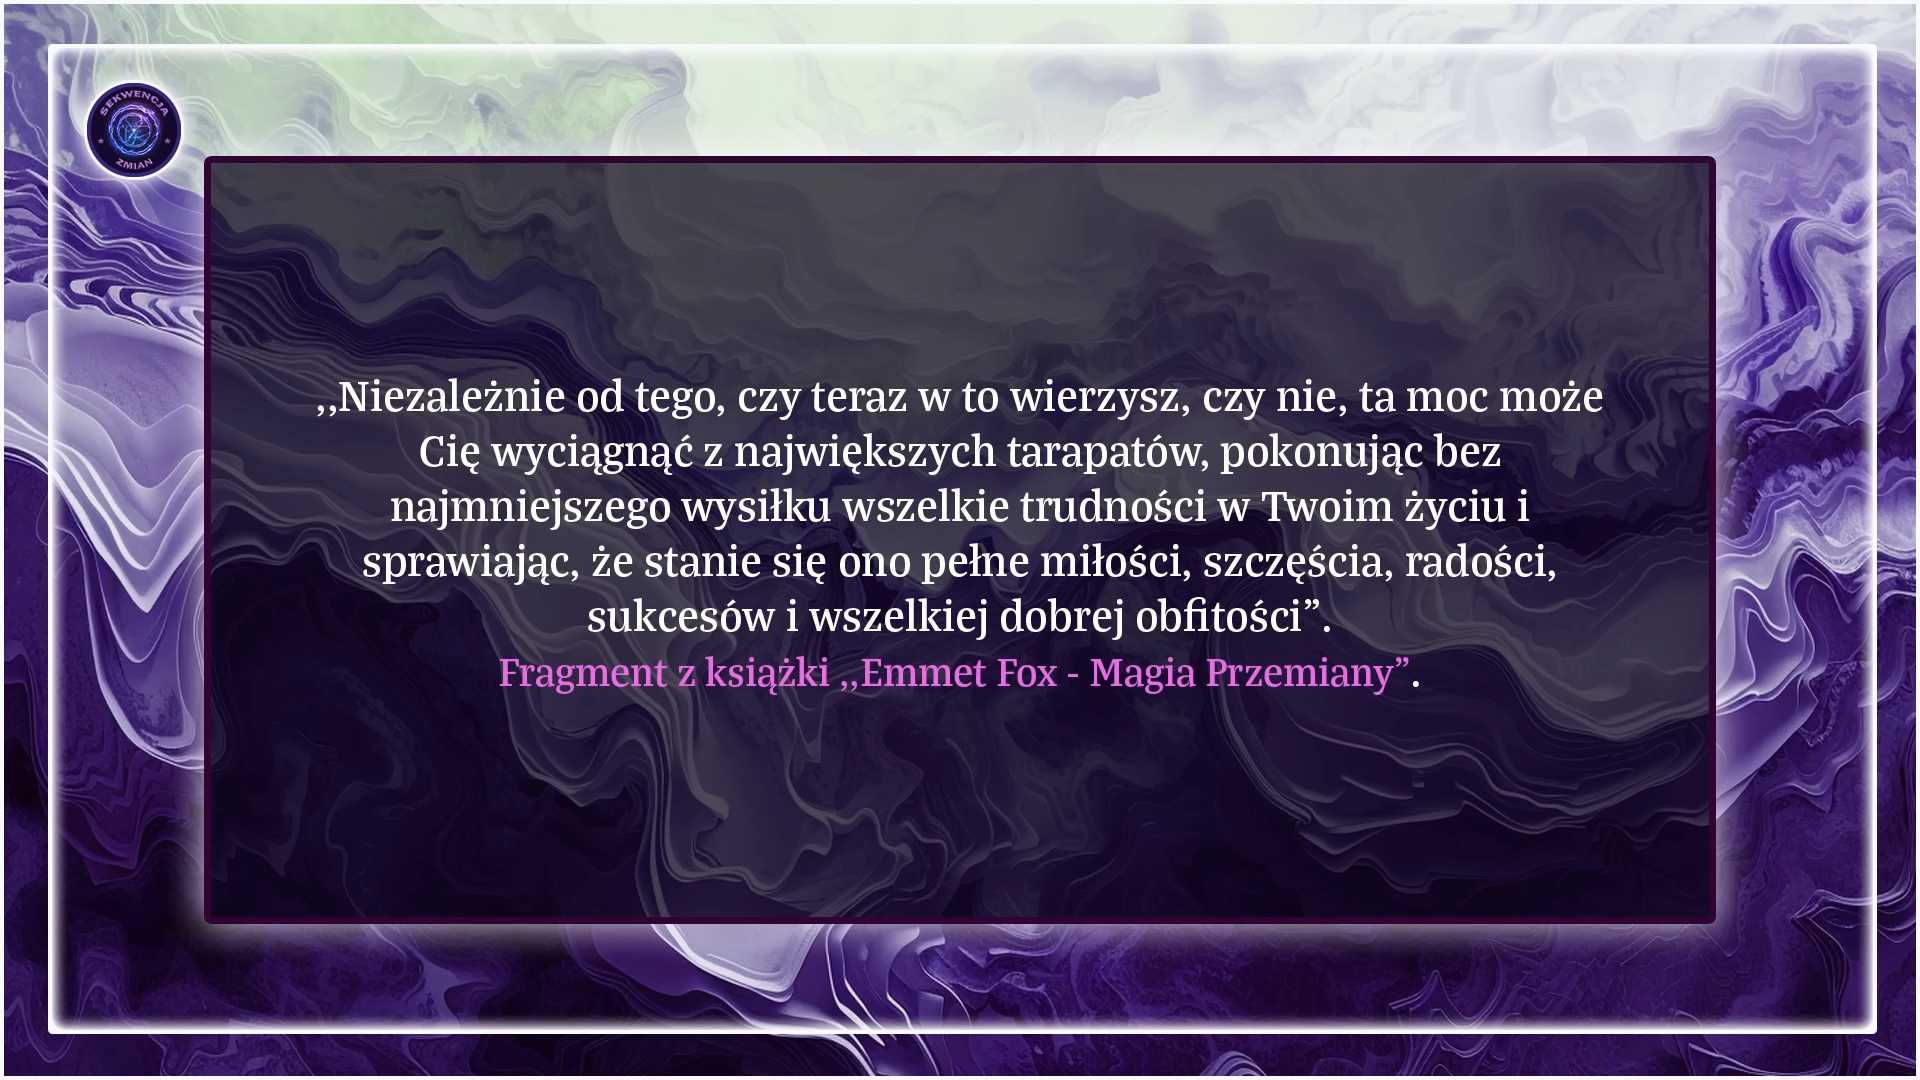 SEKWENCJA
ZMIAN
,,Niezależnie od tego, czy teraz w to wierzysz, czy nie, ta moc może
Cię wyciągnąć z największych tarapatów, pokonując bez
najmniejszego wysiłku wszelkie trudności w Twoim życiu i
sprawiając, że stanie się ono pełne miłości, szczęścia, radości,
sukcesów i wszelkiej dobrej obfitości”.
Fragment z książki ,,Emmet Fox - Magia Przemiany”.